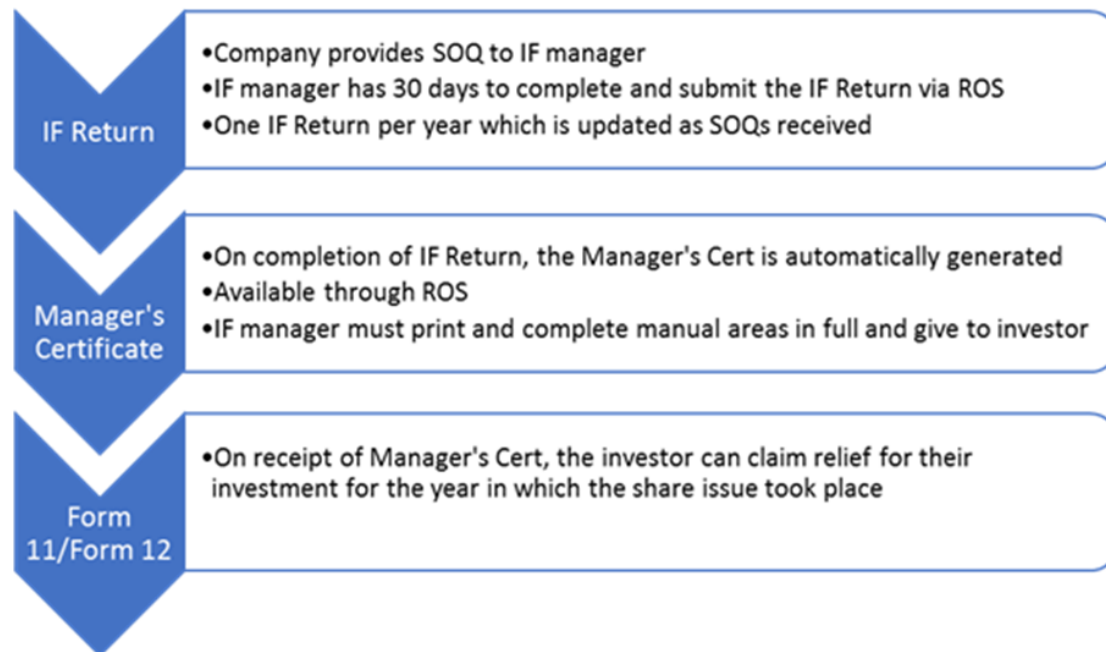 IF Return
•Company provides SOQ to IF manager
•IF manager has 30 days to complete and submit the IF Return via ROS
•One IF Return per year which is updated as SOQs received
Manager's
Certificate
•On completion of IF Return, the Manager's Cert is automatically generated
•Available through ROS
•IF manager must print and complete manual areas in full and give to investor
Form
11/Form 12
•On receipt of Manager's Cert, the investor can claim relief for their
investment for the year in which the share issue took place